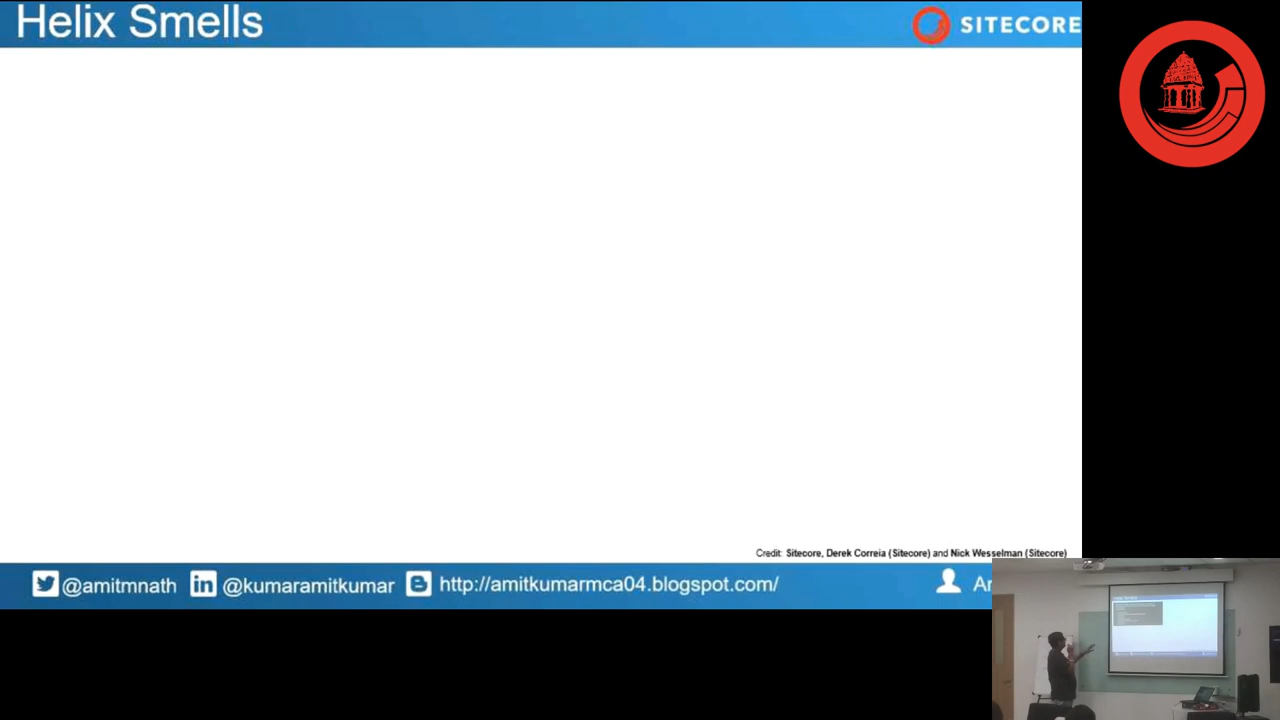 Helix Smells
SITECORE
Credit: Sitecore, Derek Correia (Sitecore) and Nick Wesselman (Sitecore)
@amitmnath @kumaramitkumar http://amitkumarmca04.blogspot.com/